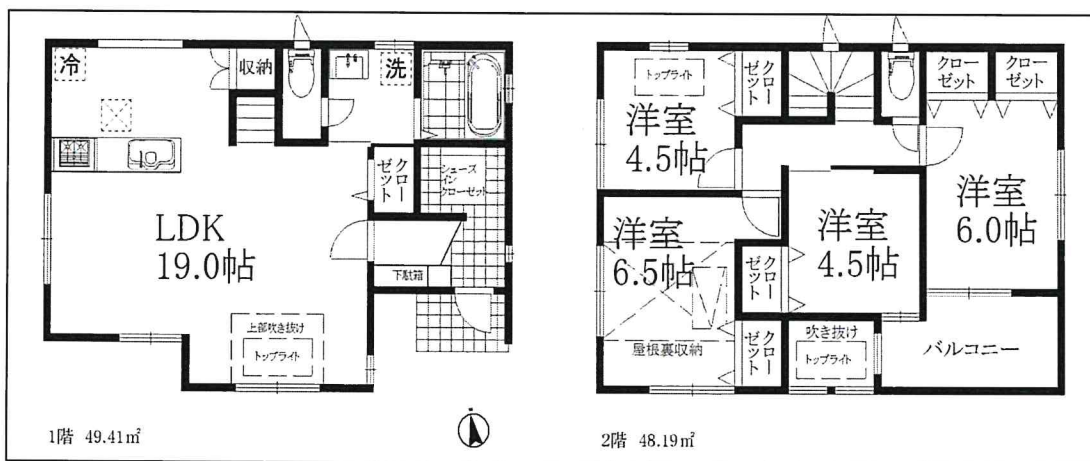 冷
収納
洗
LDK
19.0帖
クロー
ゼット
シューズ
イン
クローゼット
下駄箱
上部吹き抜け
トップライト
1階 49.41㎡
トップライト
クロー
ゼット
洋室
4.5帖
クロー
ゼット
クロー
ゼット
洋室
6.0帖
洋室
6.5帖
クロー
ゼット
洋室
4.5帖
屋根裏収納
クロー
ゼット
吹き抜け
トップライト
バルコニー
2階 48.19㎡